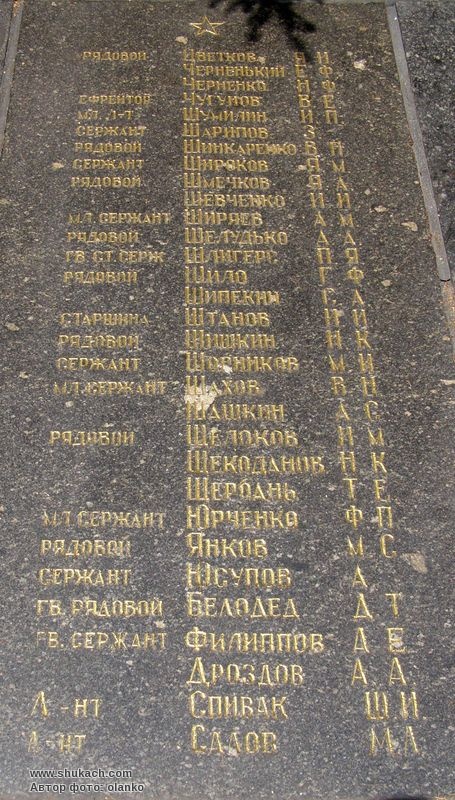 РЯДОВОЙ ЦВЕТКОВ И
ЧЕРНЕНЬКИЙ Е Ф
ЧЕРНЕНКО Н Ф
ЕФРЕЙТОР ЧУГУНОВ В Е
МЛ. Л-Т ШУМИЛИН И П
СЕРЖАНТ ШАРИПОВ З
РЯДОВОЙ ШИНКАРЕНКО В Н
СЕРЖАНТ ШИРОКОВ Я М
РЯДОВОЙ ШМЕЧКОВ Я А
ШЕВЧЕНКО И И
МЛ. СЕРЖАНТ ШИРЯЕВ А М
РЯДОВОЙ ШЕЛУДЬКО Д Д
ГВ. СТ. СЕРЖ ШЛИГЕРС П Я
РЯДОВОЙ ШИЛО Г Ф
ШИПЕКИН Г А
СТАРШИНА ШТАНОВ И И
РЯДОВОЙ ШИШКИН И К
СЕРЖАНТ М И
МЛ. СЕРЖАНТ ШАХОВ В Н
ШАШКИН А С
РЯДОВОЙ ЩЕЛОКОВ И М
ЩЕКОДАНОВ Н К
ЩЕРБАНЬ Т Е
МЛ. СЕРЖАНТ ЮРЧЕНКО Ф П
РЯДОВОЙ ЯНКОВ М С
СЕРЖАНТ ЮСУПОВ А
ГВ. РЯДОВОЙ БЕЛОДЕД Д Т
ГВ. СЕРЖАНТ ФИЛИППОВ А Е
ДРОЗДОВ А А.
Л-НТ СПИВАК Ш. И.
Л-НТ САЛОВ М. А.
www.shukach.com
Автор фото: olanko